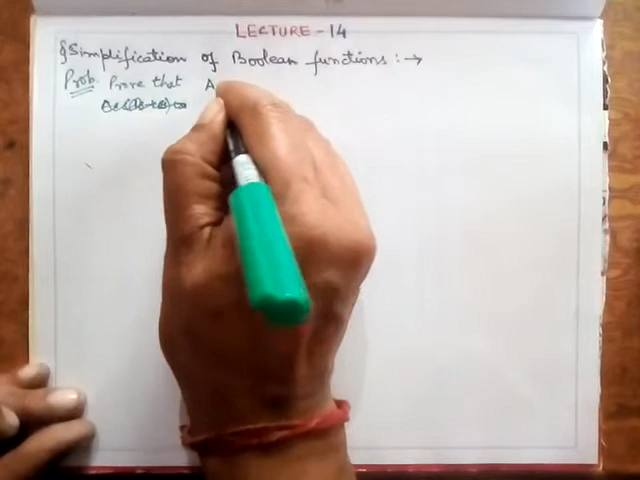 LECTURE - 14
§ Simplification of Boolean functions :→
Prob. Prove that A